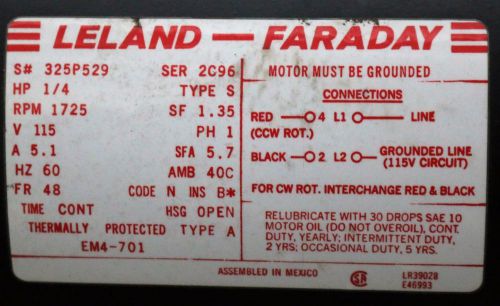 LELAND — FARADAY
S# 325P529 SER 2C96
HP 1/4 TYPE S
RPM 1725 SF 1.35
V 115 PH 1
A 5.1 SFA 5.7
HZ 60 AMB 40C
FR 48 CODE N INS B*
TIME CONT HSG OPEN
THERMALLY PROTECTED TYPE A
EM4-701
MOTOR MUST BE GROUNDED
CONNECTIONS
RED 4 L1 LINE
(CCW ROT.)
BLACK 2 L2 GROUNDED LINE
(115V CIRCUIT)
FOR CW ROT. INTERCHANGE RED & BLACK
RELUBRICATE WITH 30 DROPS SAE 10
MOTOR OIL (DO NOT OVEROIL), CONT.
DUTY, YEARLY; INTERMITTENT DUTY,
2 YRS; OCCASIONAL DUTY, 5 YRS.
ASSEMBLED IN MEXICO
SA
LR39028
E46993